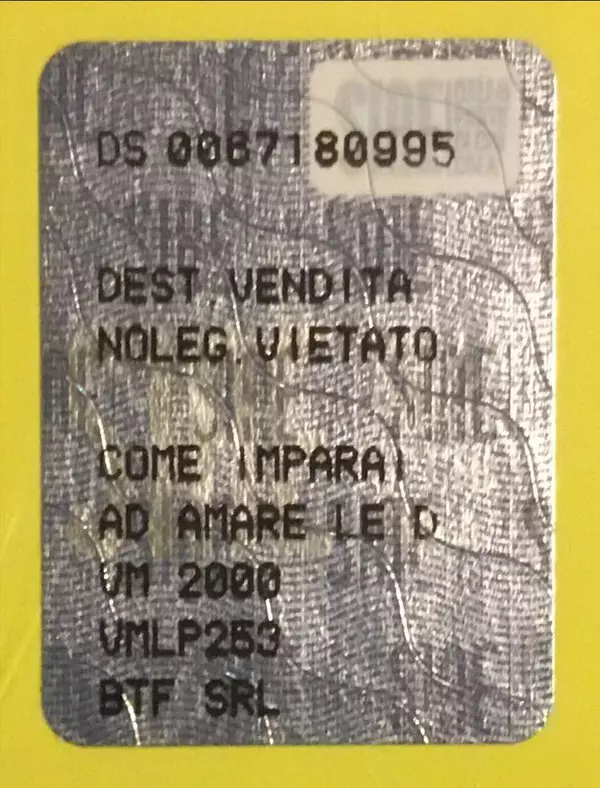 DS 0067180995
DEST.VENDITA
NOLEG.VIETATO
COME IMPARAI
AD AMARE LE D
VM 2000
VMLP253
BTF SRL